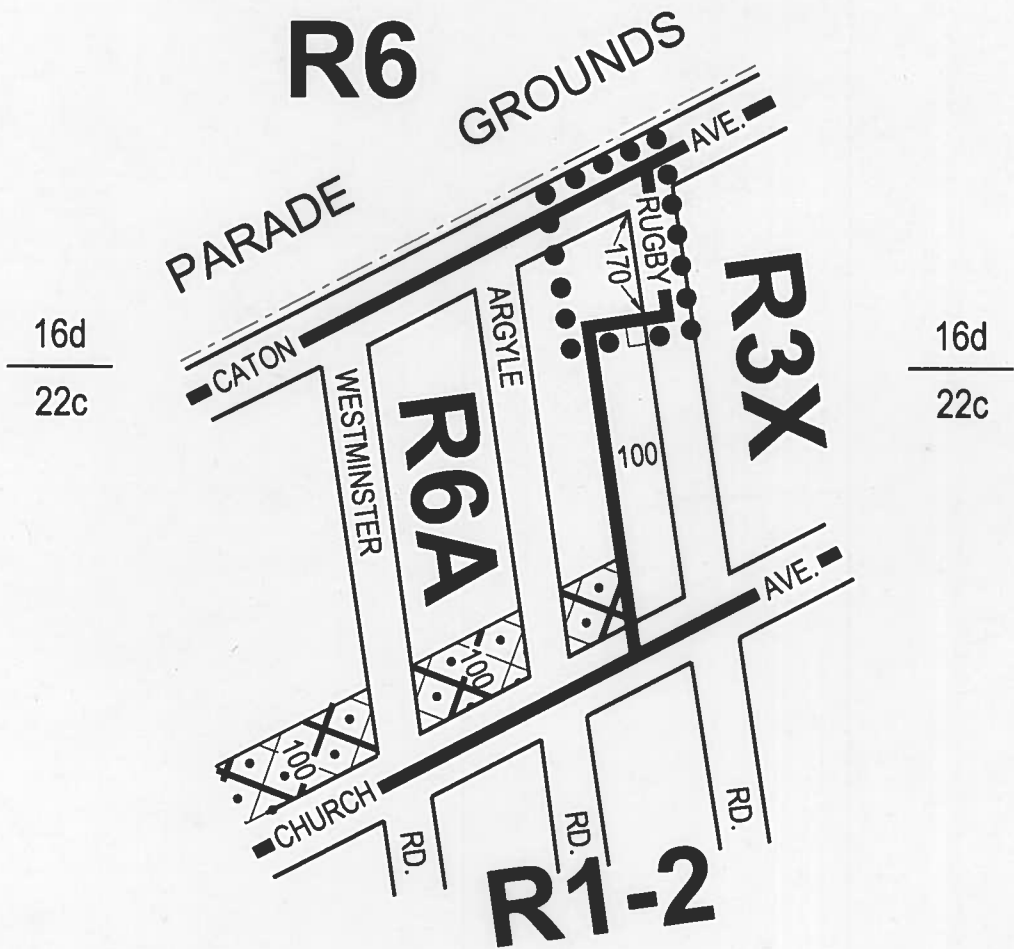 R6
PARADE GROUNDS
CATON AVE.
16d
22c
16d
22c
WESTMINSTER RD.
ARGYLE RD.
RUGBY RD.
170
R3X
R6A
100
100
100
CHURCH AVE.
R1-2